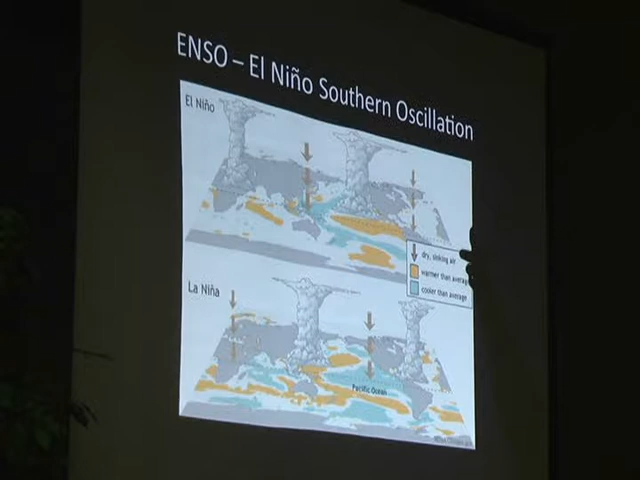 ENSO – El Niño Southern Oscillation
El Niño
dry, sinking air
warmer than average
cooler than average
La Niña
Pacific Ocean